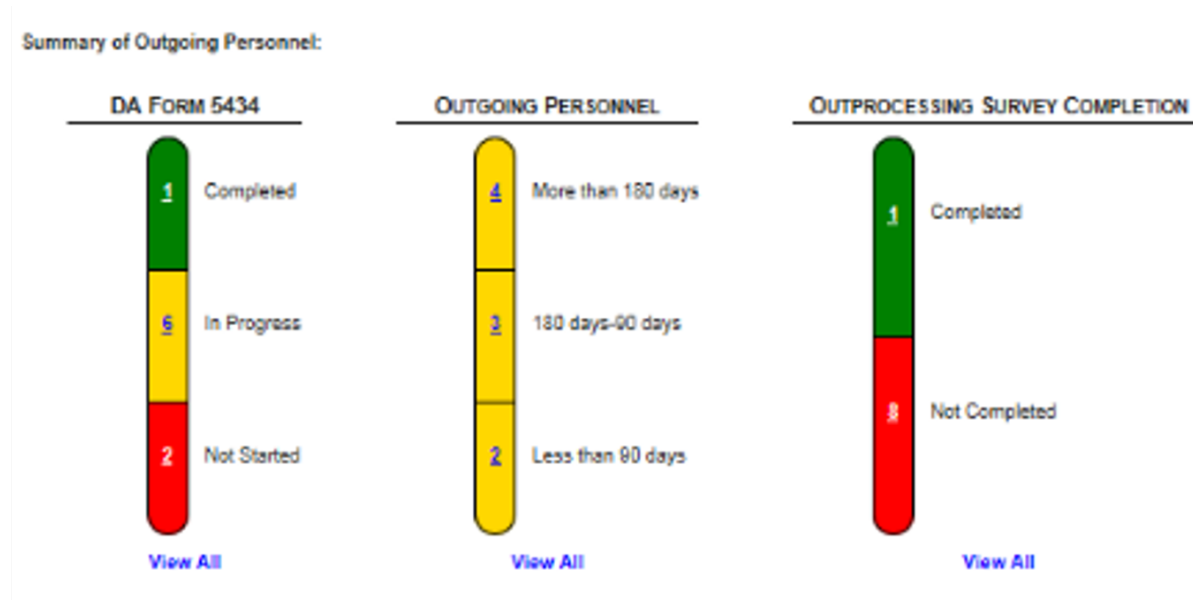 Summary of Outgoing Personnel:
DA FORM 5434
1 Completed
6 In Progress
2 Not Started
View All
OUTGOING PERSONNEL
4 More than 180 days
3 180 days-90 days
2 Less than 90 days
View All
OUTPROCESSING SURVEY COMPLETION
1 Completed
8 Not Completed
View All